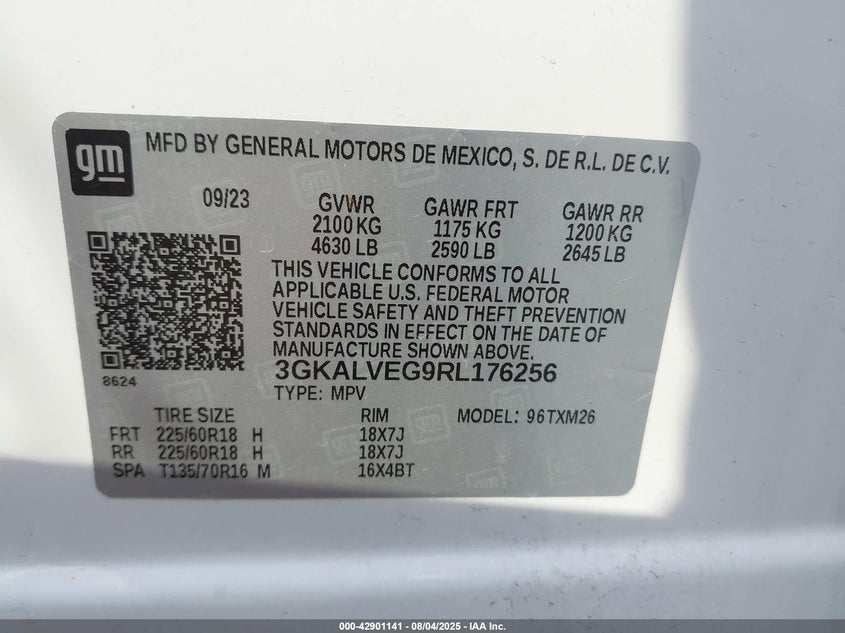 gm
MFD BY GENERAL MOTORS DE MEXICO, S. DE R.L. DE C.V.
09/23
GVWR GAWR FRT GAWR RR
2100 KG 1175 KG 1200 KG
4630 LB 2590 LB 2645 LB
THIS VEHICLE CONFORMS TO ALL
APPLICABLE U.S. FEDERAL MOTOR
VEHICLE SAFETY AND THEFT PREVENTION
STANDARDS IN EFFECT ON THE DATE OF
MANUFACTURE SHOWN ABOVE.
8624
3GKALVEG9RL176256
TYPE: MPV
TIRE SIZE RIM MODEL: 96TXM26
FRT 225/60R18 H 18X7J
RR 225/60R18 H 18X7J
SPA T135/70R16 M 16X4BT
000-42901141 - 08/04/2025 - IAA Inc.